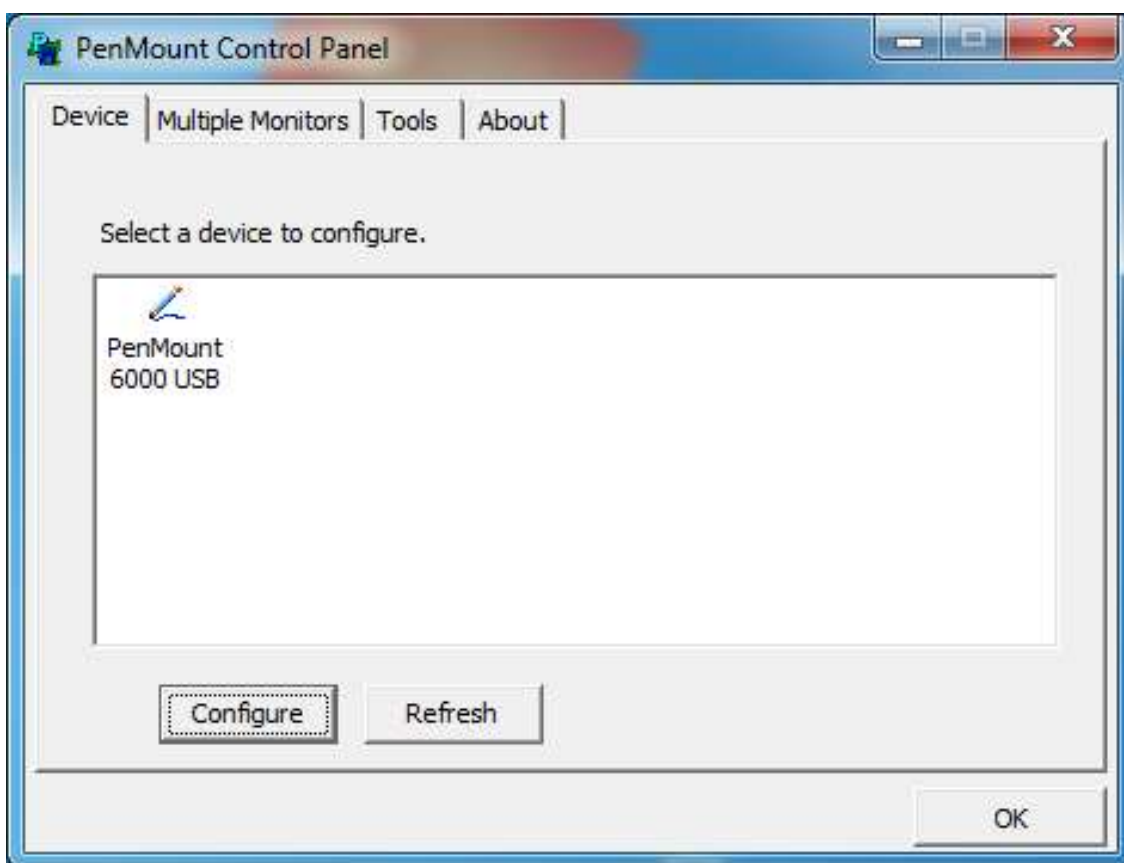 PenMount Control Panel
Device Multiple Monitors Tools About
Select a device to configure.
PenMount
6000 USB
Configure Refresh
OK